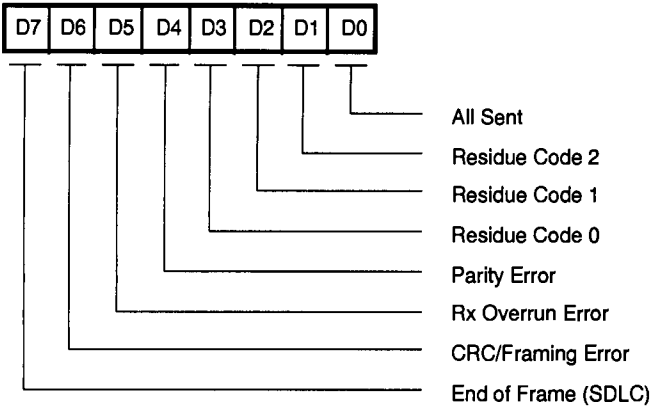 D7 D6 D5 D4 D3 D2 D1 D0
All Sent
Residue Code 2
Residue Code 1
Residue Code 0
Parity Error
Rx Overrun Error
CRC/Framing Error
End of Frame (SDLC)